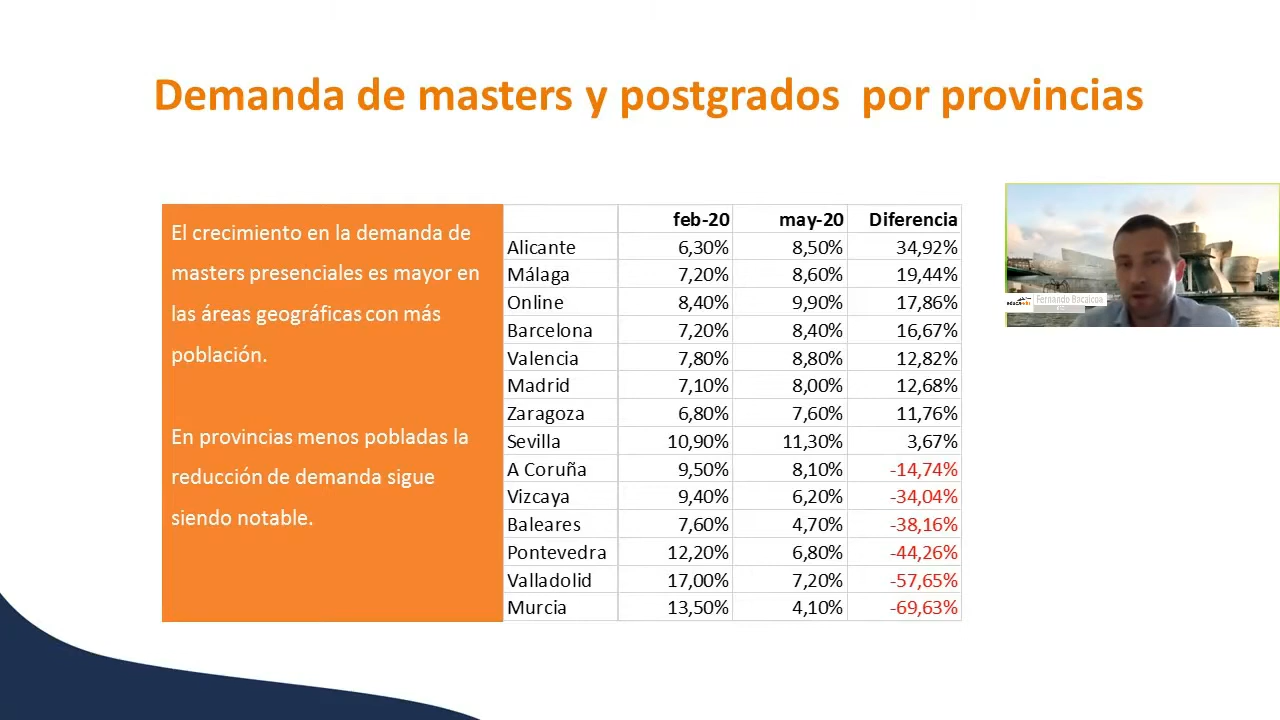 Demanda de masters y postgrados por provincias
El crecimiento en la demanda de
masters presenciales es mayor en
las áreas geográficas con más
población.
En provincias menos pobladas la
reducción de demanda sigue
siendo notable.
feb-20 may-20 Diferencia
Alicante 6,30% 8,50% 34,92%
Málaga 7,20% 8,60% 19,44%
Online 8,40% 9,90% 17,86%
Barcelona 7,20% 8,40% 16,67%
Valencia 7,80% 8,80% 12,82%
Madrid 7,10% 8,00% 12,68%
Zaragoza 6,80% 7,60% 11,76%
Sevilla 10,90% 11,30% 3,67%
A Coruña 9,50% 8,10% -14,74%
Vizcaya 9,40% 6,20% -34,04%
Baleares 7,60% 4,70% -38,16%
Pontevedra 12,20% 6,80% -44,26%
Valladolid 17,00% 7,20% -57,65%
Murcia 13,50% 4,10% -69,63%
Fernando Bacaicoa